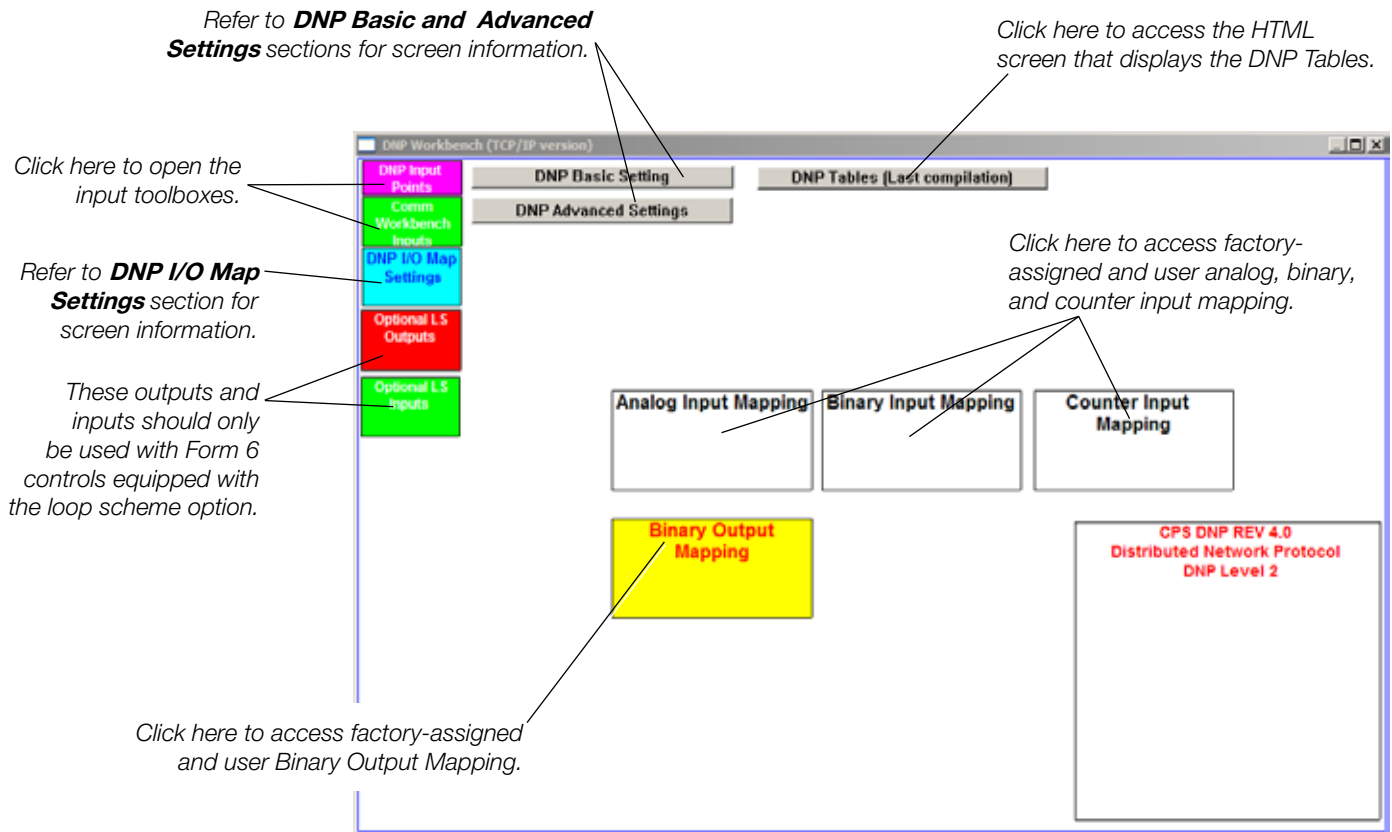 Refer to DNP Basic and Advanced
Settings sections for screen information.
Click here to access the HTML
screen that displays the DNP Tables.
Click here to open the
input toolboxes.
Refer to DNP I/O Map
Settings section for
screen information.
These outputs and
inputs should only
be used with Form 6
controls equipped with
the loop scheme option.
DNP Workbench (TCP/IP version)
DNP Input
Points
Comm
Workbench
Inputs
DNP I/O Map
Settings
Optional LS
Outputs
Optional LS
Inputs
DNP Basic Setting
DNP Tables (Last compilation)
DNP Advanced Settings
Click here to access factory-
assigned and user analog, binary,
and counter input mapping.
Analog Input Mapping
Binary Input Mapping
Counter Input
Mapping
Binary Output
Mapping
CPS DNP REV 4.0
Distributed Network Protocol
DNP Level 2
Click here to access factory-assigned
and user Binary Output Mapping.